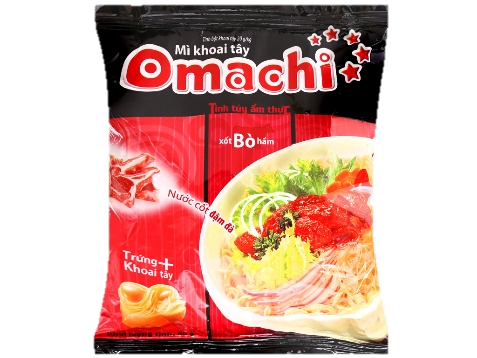 Mì khoai tây
Omachi
Tinh túy ẩm thực
xốt Bò hầm
Nước cốt đậm đà
Trứng+
Khoai tây